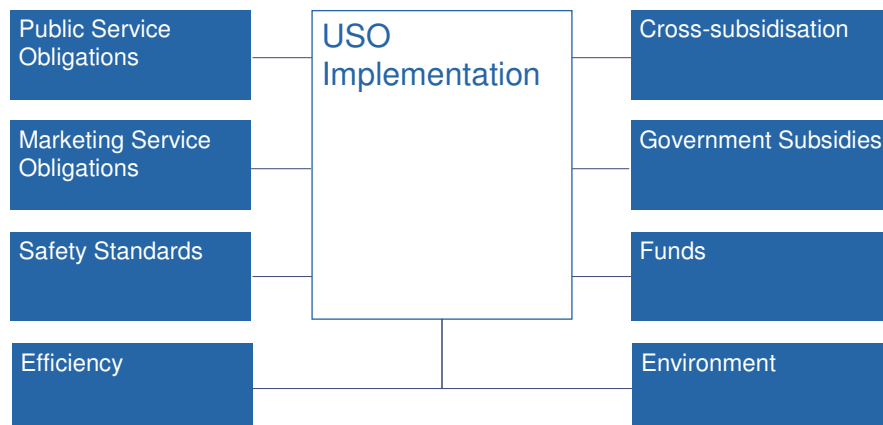 Public Service
Obligations
USO
Implementation
Cross-subsidisation
Marketing Service
Obligations
Government Subsidies
Safety Standards
Funds
Efficiency
Environment